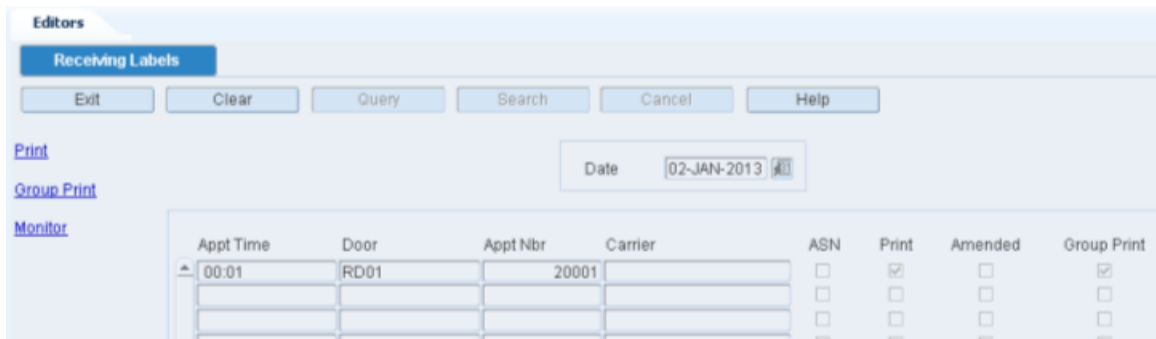 Editors
Receiving Labels
Exit Clear Query Search Cancel Help
Print
Date 02-JAN-2013
Group Print
Monitor
Appt Time Door Appt Nbr Carrier ASN Print Amended Group Print
00:01 RD01 20001